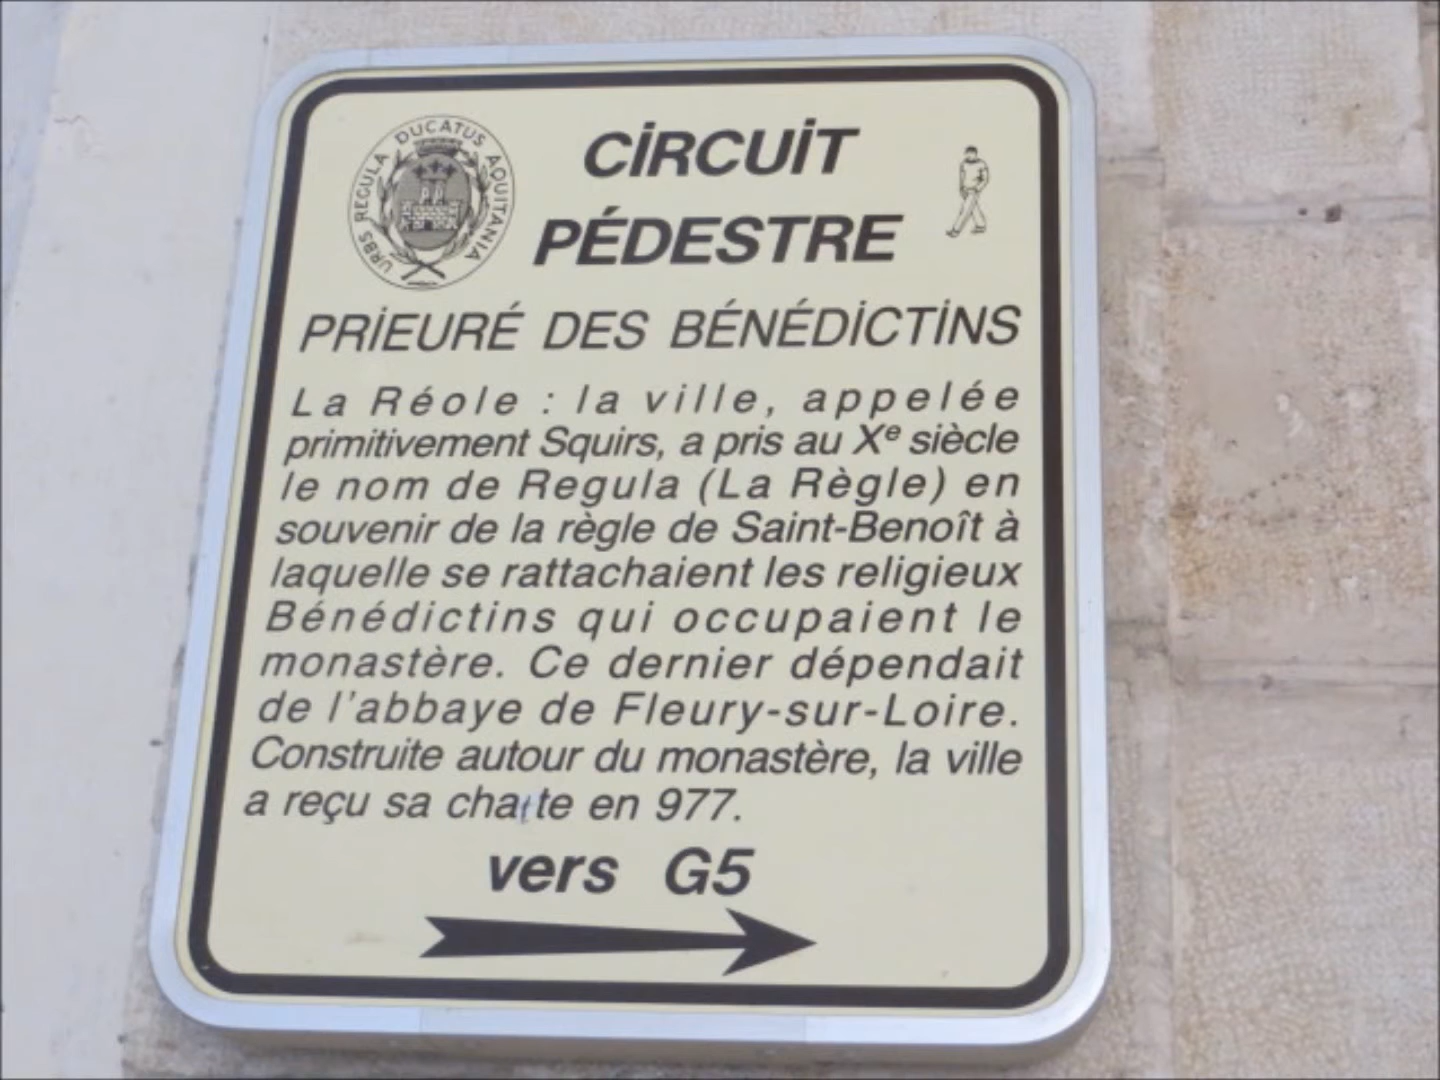 URBS REGULA DUCATUS AQUITANIA
CIRCUIT
PÉDESTRE
PRIEURÉ DES BÉNÉDICTINS
La Réole : la ville, appelée
primitivement Squirs, a pris au Xe siècle
le nom de Regula (La Règle) en
souvenir de la règle de Saint-Benoît à
laquelle se rattachaient les religieux
Bénédictins qui occupaient le
monastère. Ce dernier dépendait
de l'abbaye de Fleury-sur-Loire.
Construite autour du monastère, la ville
a reçu sa chatte en 977.
vers G5